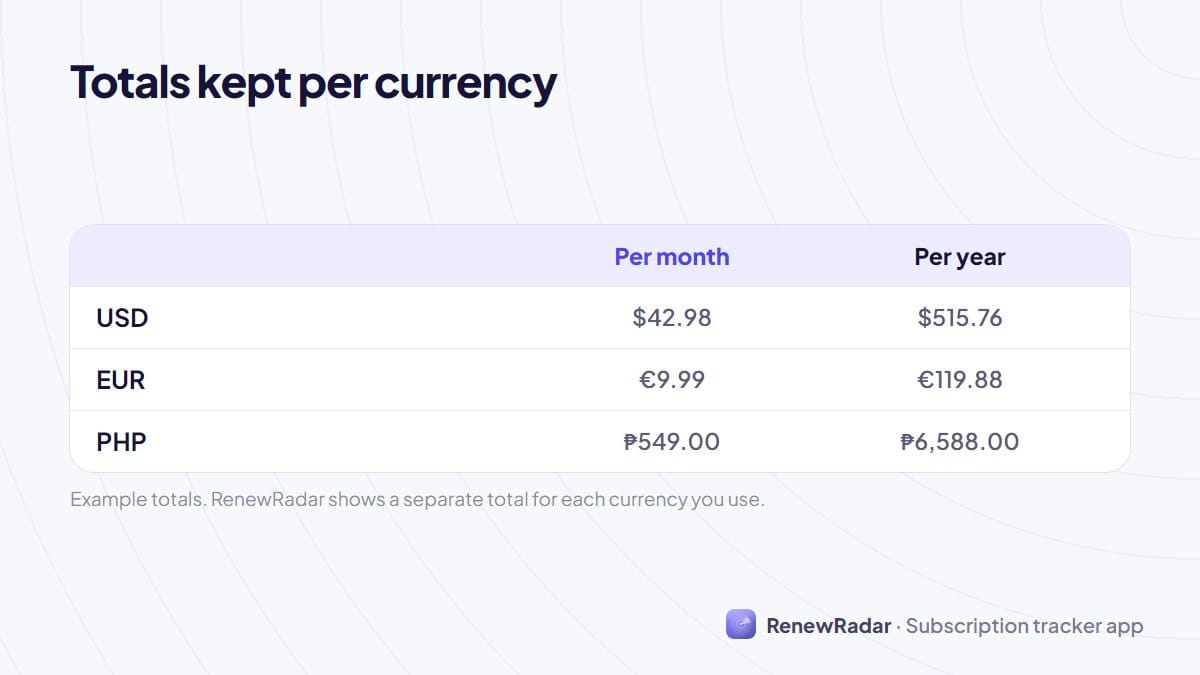 Totals kept per currency
Per month Per year
USD $42.98 $515.76
EUR €9.99 €119.88
PHP ₱549.00 ₱6,588.00
Example totals. RenewRadar shows a separate total for each currency you use.
RenewRadar · Subscription tracker app